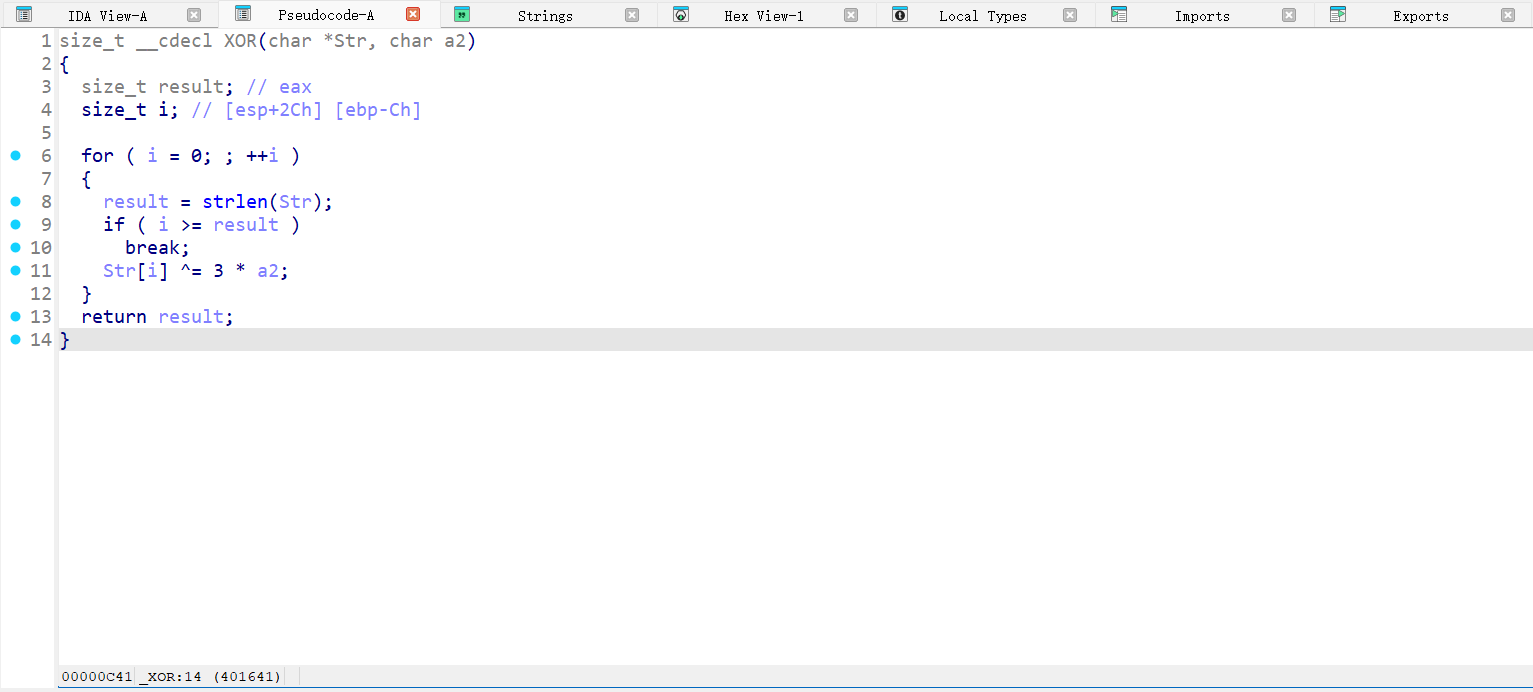 IDA View-A Pseudocode-A Strings Hex View-1 Local Types Imports Exports
1 size_t __cdecl XOR(char *Str, char a2)
2 {
3 size_t result; // eax
4 size_t i; // [esp+2Ch] [ebp-Ch]
5
6 for ( i = 0; ; ++i )
7 {
8 result = strlen(Str);
9 if ( i >= result )
10 break;
11 Str[i] ^= 3 * a2;
12 }
13 return result;
14 }
00000C41 _XOR:14 (401641)